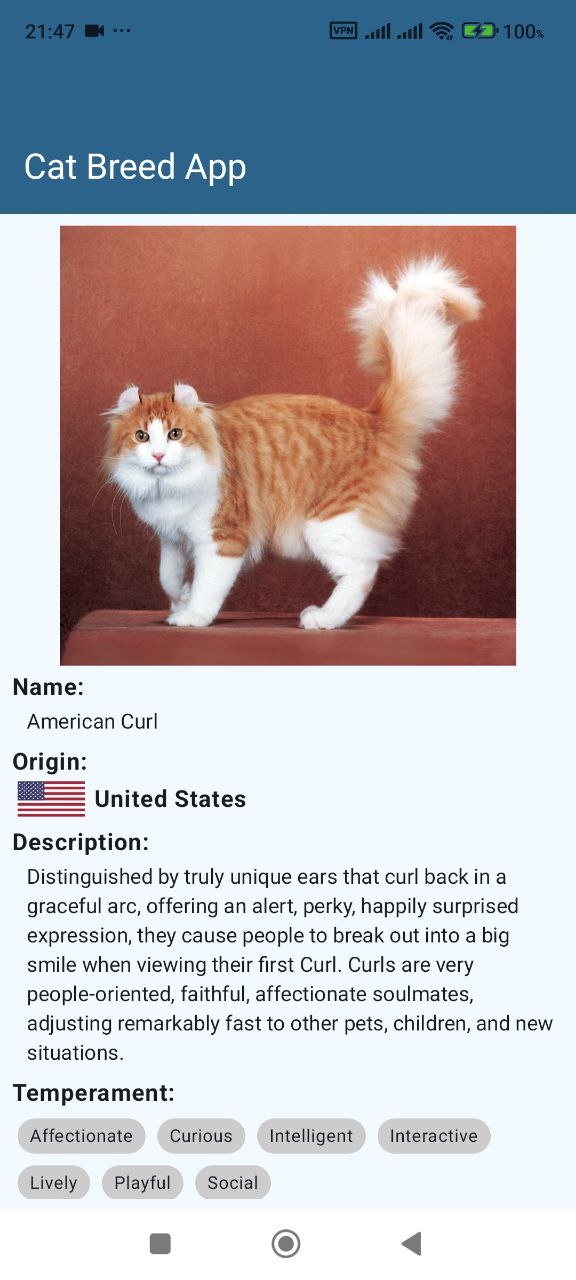 21:47
VPN 100%
Cat Breed App
Name:
American Curl
Origin:
United States
Description:
Distinguished by truly unique ears that curl back in a
graceful arc, offering an alert, perky, happily surprised
expression, they cause people to break out into a big
smile when viewing their first Curl. Curls are very
people-oriented, faithful, affectionate soulmates,
adjusting remarkably fast to other pets, children, and new
situations.
Temperament:
Affectionate Curious Intelligent Interactive
Lively Playful Social